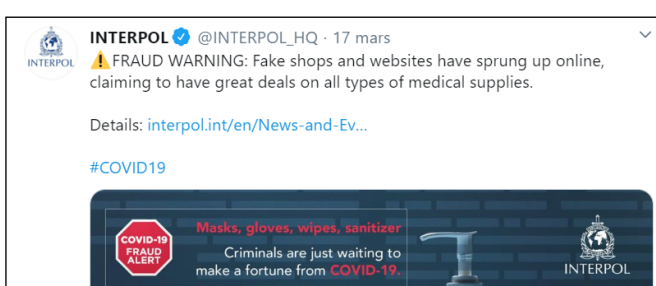 INTERPOL @INTERPOL_HQ · 17 mars
INTERPOL
⚠FRAUD WARNING: Fake shops and websites have sprung up online,
claiming to have great deals on all types of medical supplies.
Details: interpol.int/en/News-and-Ev...
#COVID19
COVID-19
FRAUD
ALERT
Masks, gloves, wipes, sanitizer
Criminals are just waiting to
make a fortune from COVID-19.
INTERPOL